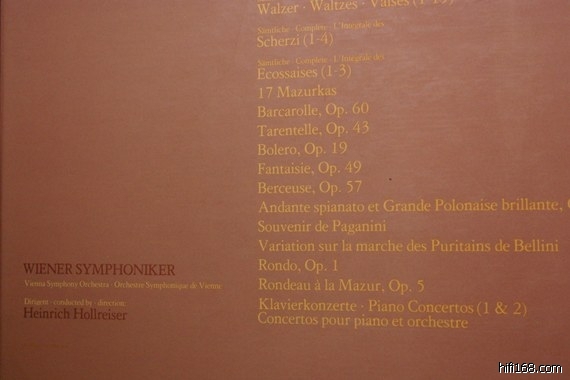 Walzer · Waltzes · Valses
Sämtliche · Complete · L'Intégrale des
Scherzi (1-4)
Sämtliche · Complete · L'Intégrale des
Ecossaises (1-3)
17 Mazurkas
Barcarolle, Op. 60
Tarentelle, Op. 43
Bolero, Op. 19
Fantaisie, Op. 49
Berceuse, Op. 57
Andante spianato et Grande Polonaise brillante,
Souvenir de Paganini
Variation sur la marche des Puritains de Bellini
Rondo, Op. 1
Rondeau à la Mazur, Op. 5
Klavierkonzerte · Piano Concertos (1 & 2)
Concertos pour piano et orchestre
WIENER SYMPHONIKER
Vienna Symphony Orchestra · Orchestre Symphonique de Vienne
Dirigent · conducted by · direction:
Heinrich Hollreiser
hifi168.com